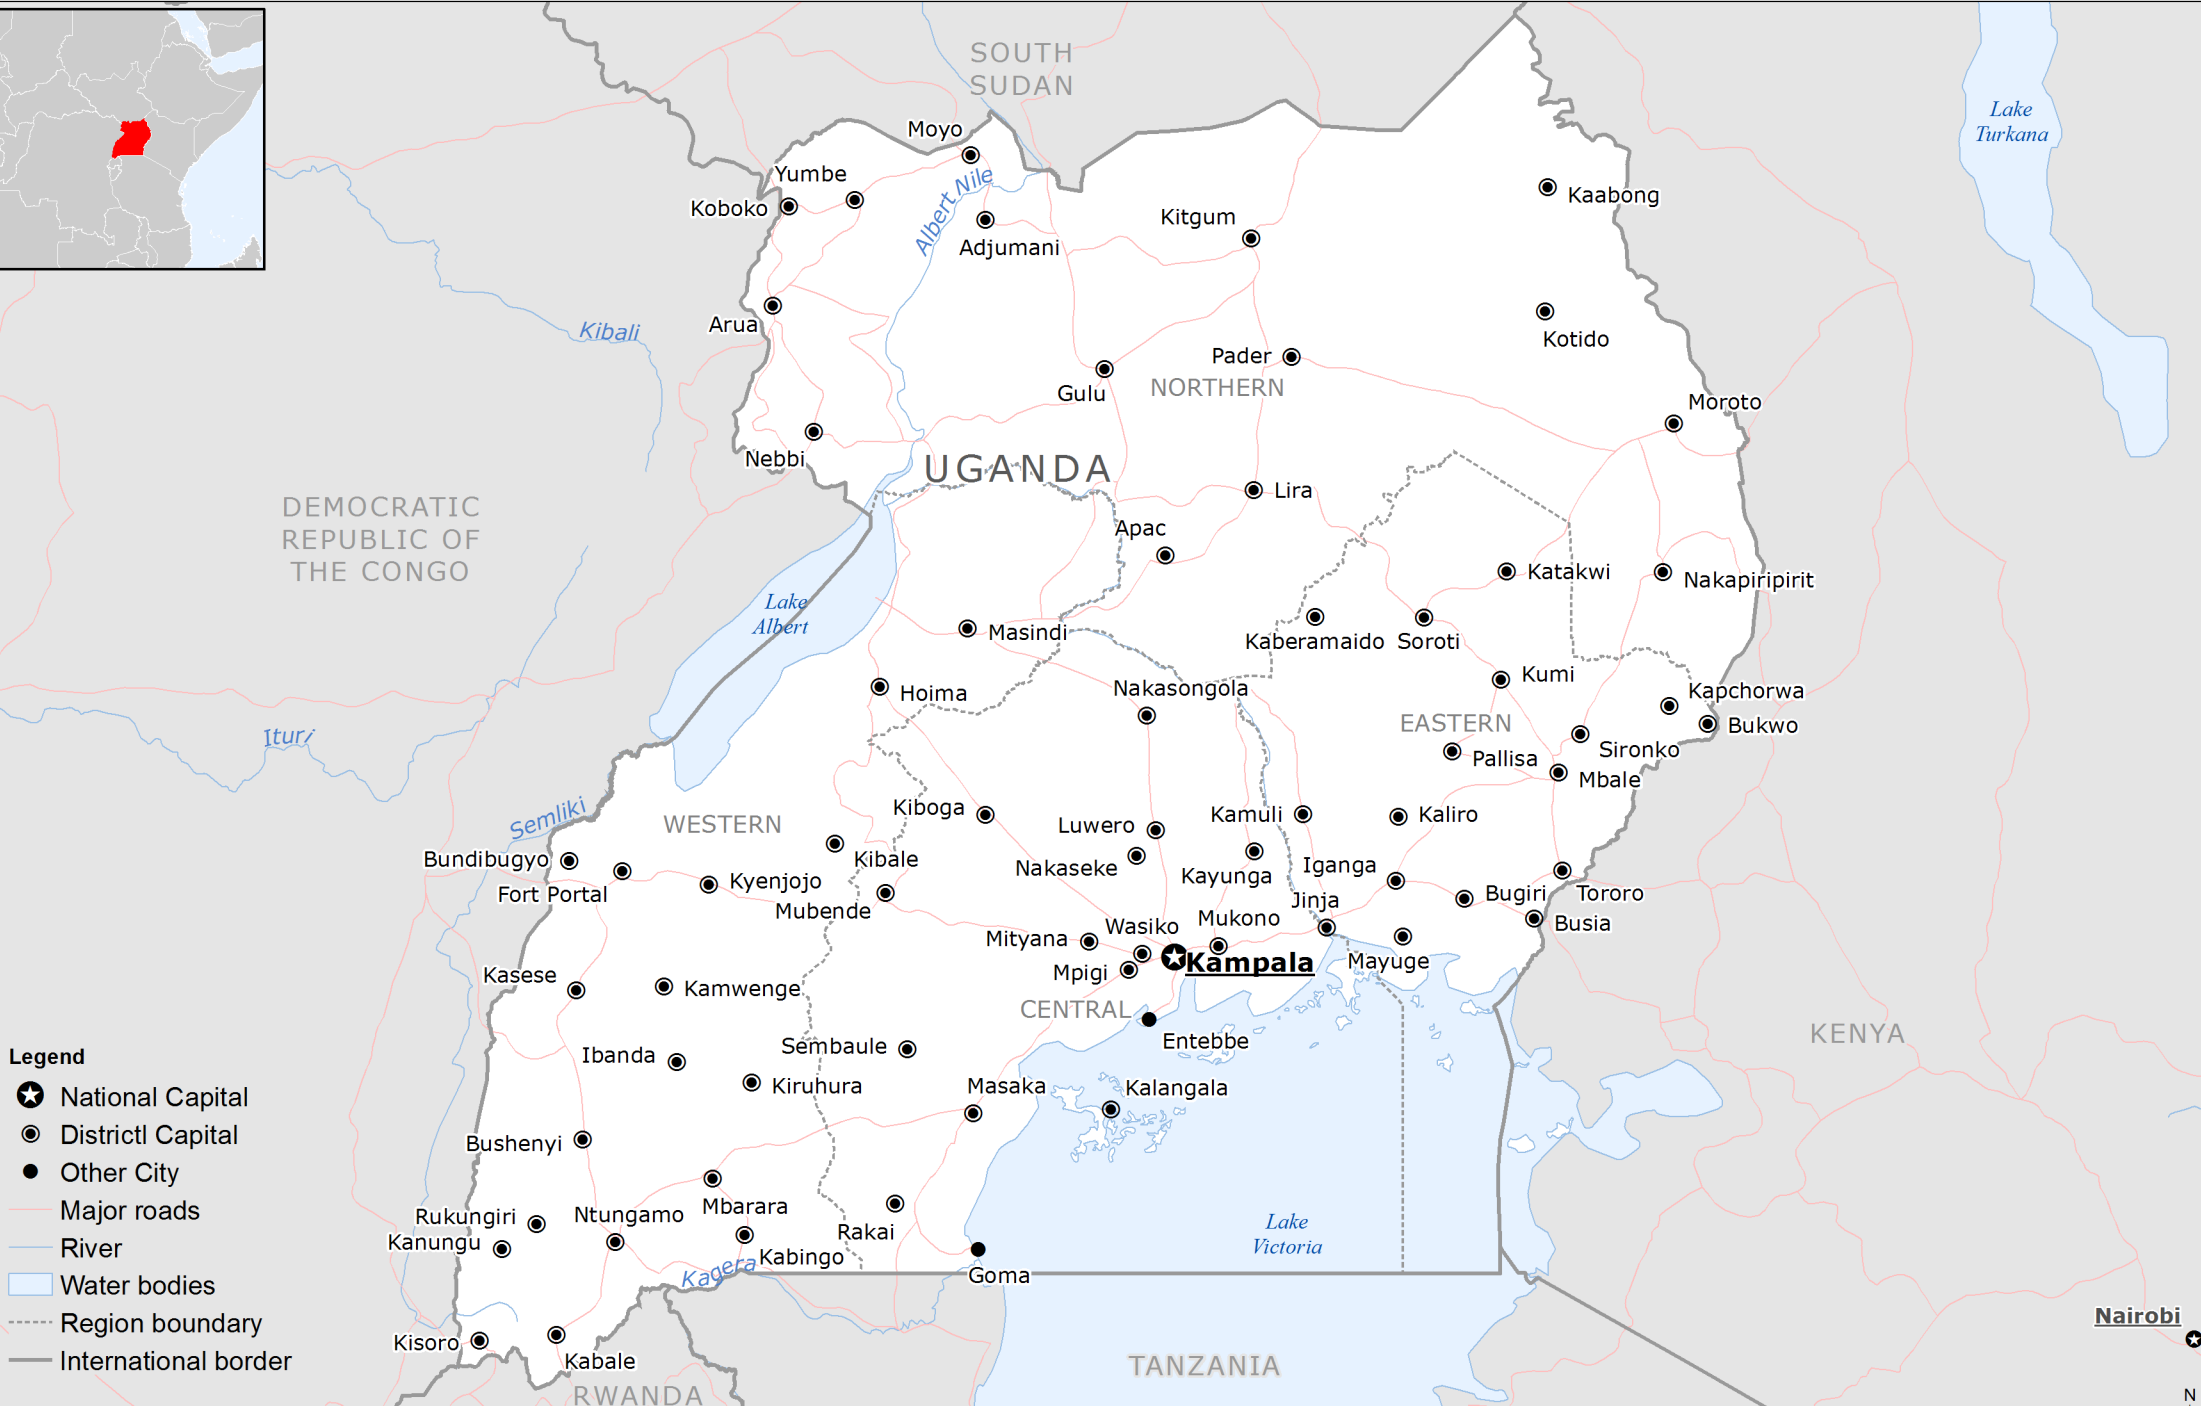 SOUTH
SUDAN
Lake
Turkana
Moyo
Yumbe
Koboko
Albert Nile
Adjumani
Kitgum
Kaabong
Arua
Kibali
Kotido
Pader
Gulu
NORTHERN
Moroto
Nebbi
UGANDA
Lira
DEMOCRATIC
REPUBLIC OF
THE CONGO
Apac
Katakwi
Nakapiripirit
Lake
Albert
Masindi
Kaberamaido
Soroti
Kumi
Hoima
Nakasongola
Kapchorwa
Bukwo
EASTERN
Ituri
Sironko
Pallisa
Mbale
Semliki
WESTERN
Kiboga
Luwero
Kamuli
Kaliro
Bundibugyo
Kibale
Nakaseke
Kayunga
Iganga
Fort Portal
Kyenjojo
Mubende
Jinja
Bugiri
Tororo
Busia
Mityana
Wasiko
Mukono
Mpigi
Kampala
Mayuge
Kasese
Kamwenge
CENTRAL
Entebbe
KENYA
Ibanda
Sembaule
Kiruhura
Masaka
Kalangala
Bushenyi
Mbarara
Rukungiri
Ntungamo
Kanungu
Rakai
Kabingo
Kagera
Lake
Victoria
Goma
Kisoro
Kabale
RWANDA
TANZANIA
Nairobi
N
Legend
National Capital
Districtl Capital
Other City
Major roads
River
Water bodies
Region boundary
International border